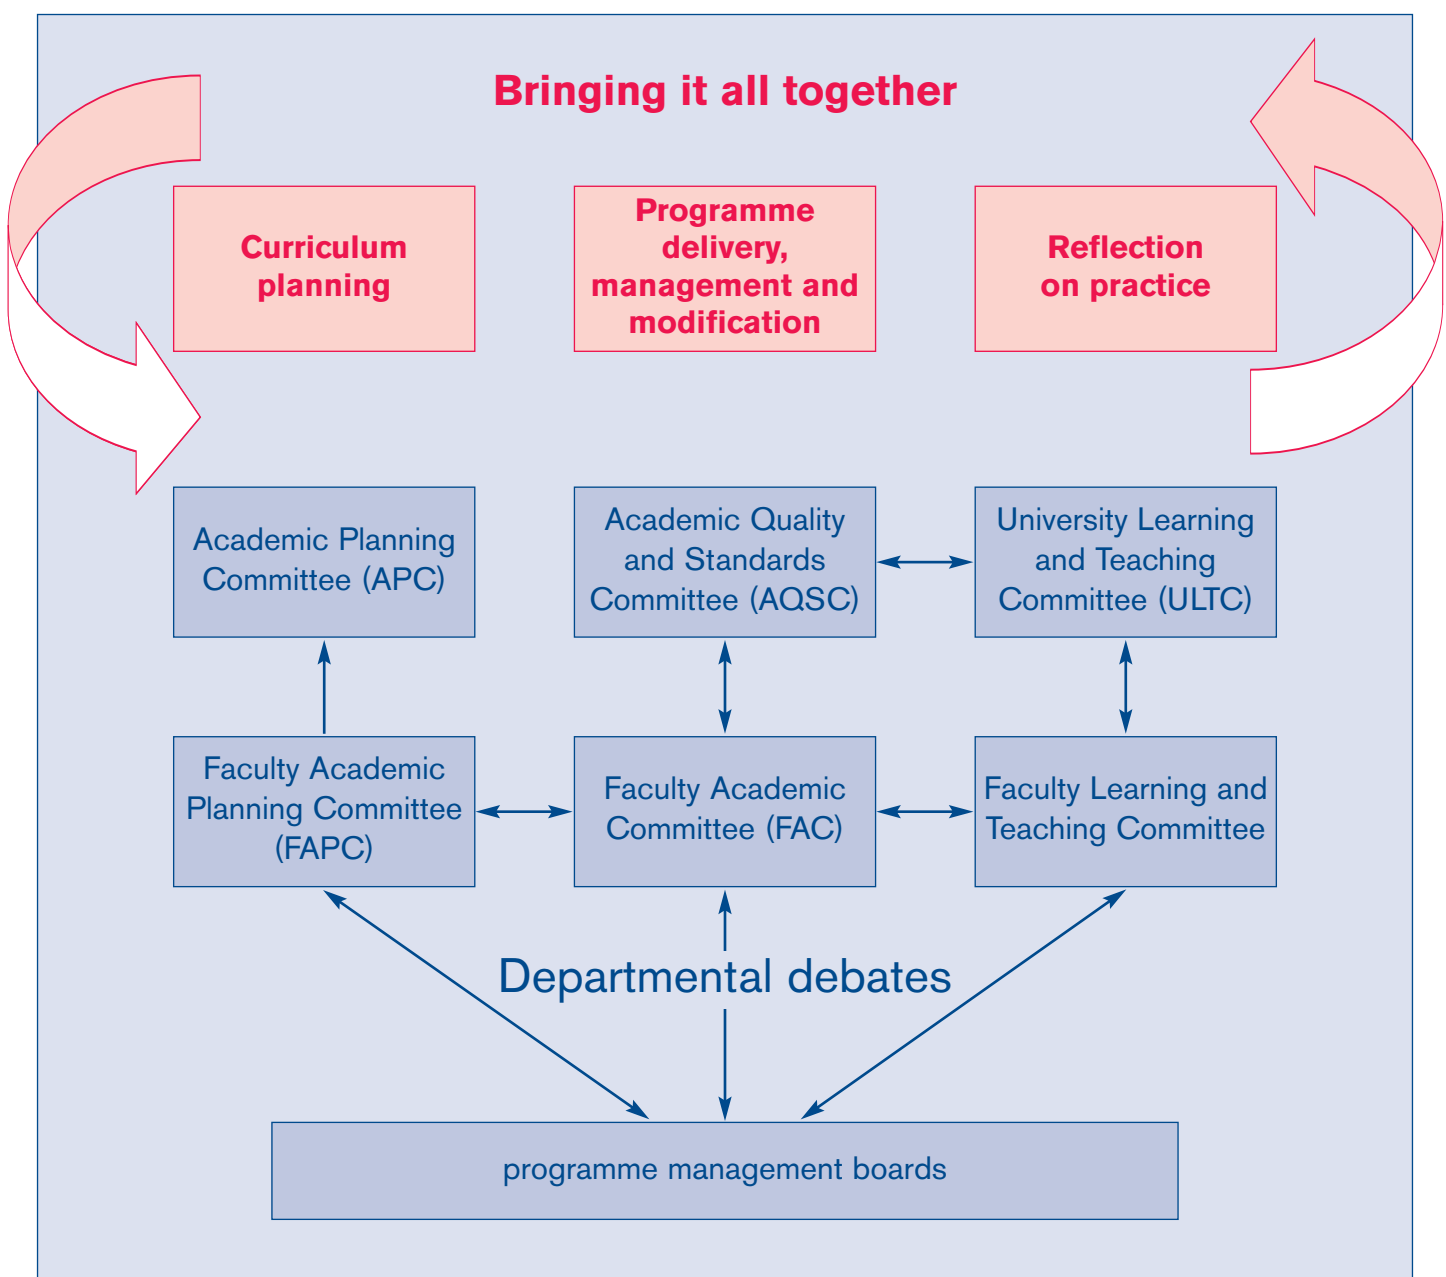 Bringing it all together
Curriculum
planning
Programme
delivery,
management and
modification
Reflection
on practice
Academic Planning
Committee (APC)
Academic Quality
and Standards
Committee (AQSC)
University Learning
and Teaching
Committee (ULTC)
Faculty Academic
Planning Committee
(FAPC)
Faculty Academic
Committee (FAC)
Faculty Learning and
Teaching Committee
Departmental debates
programme management boards